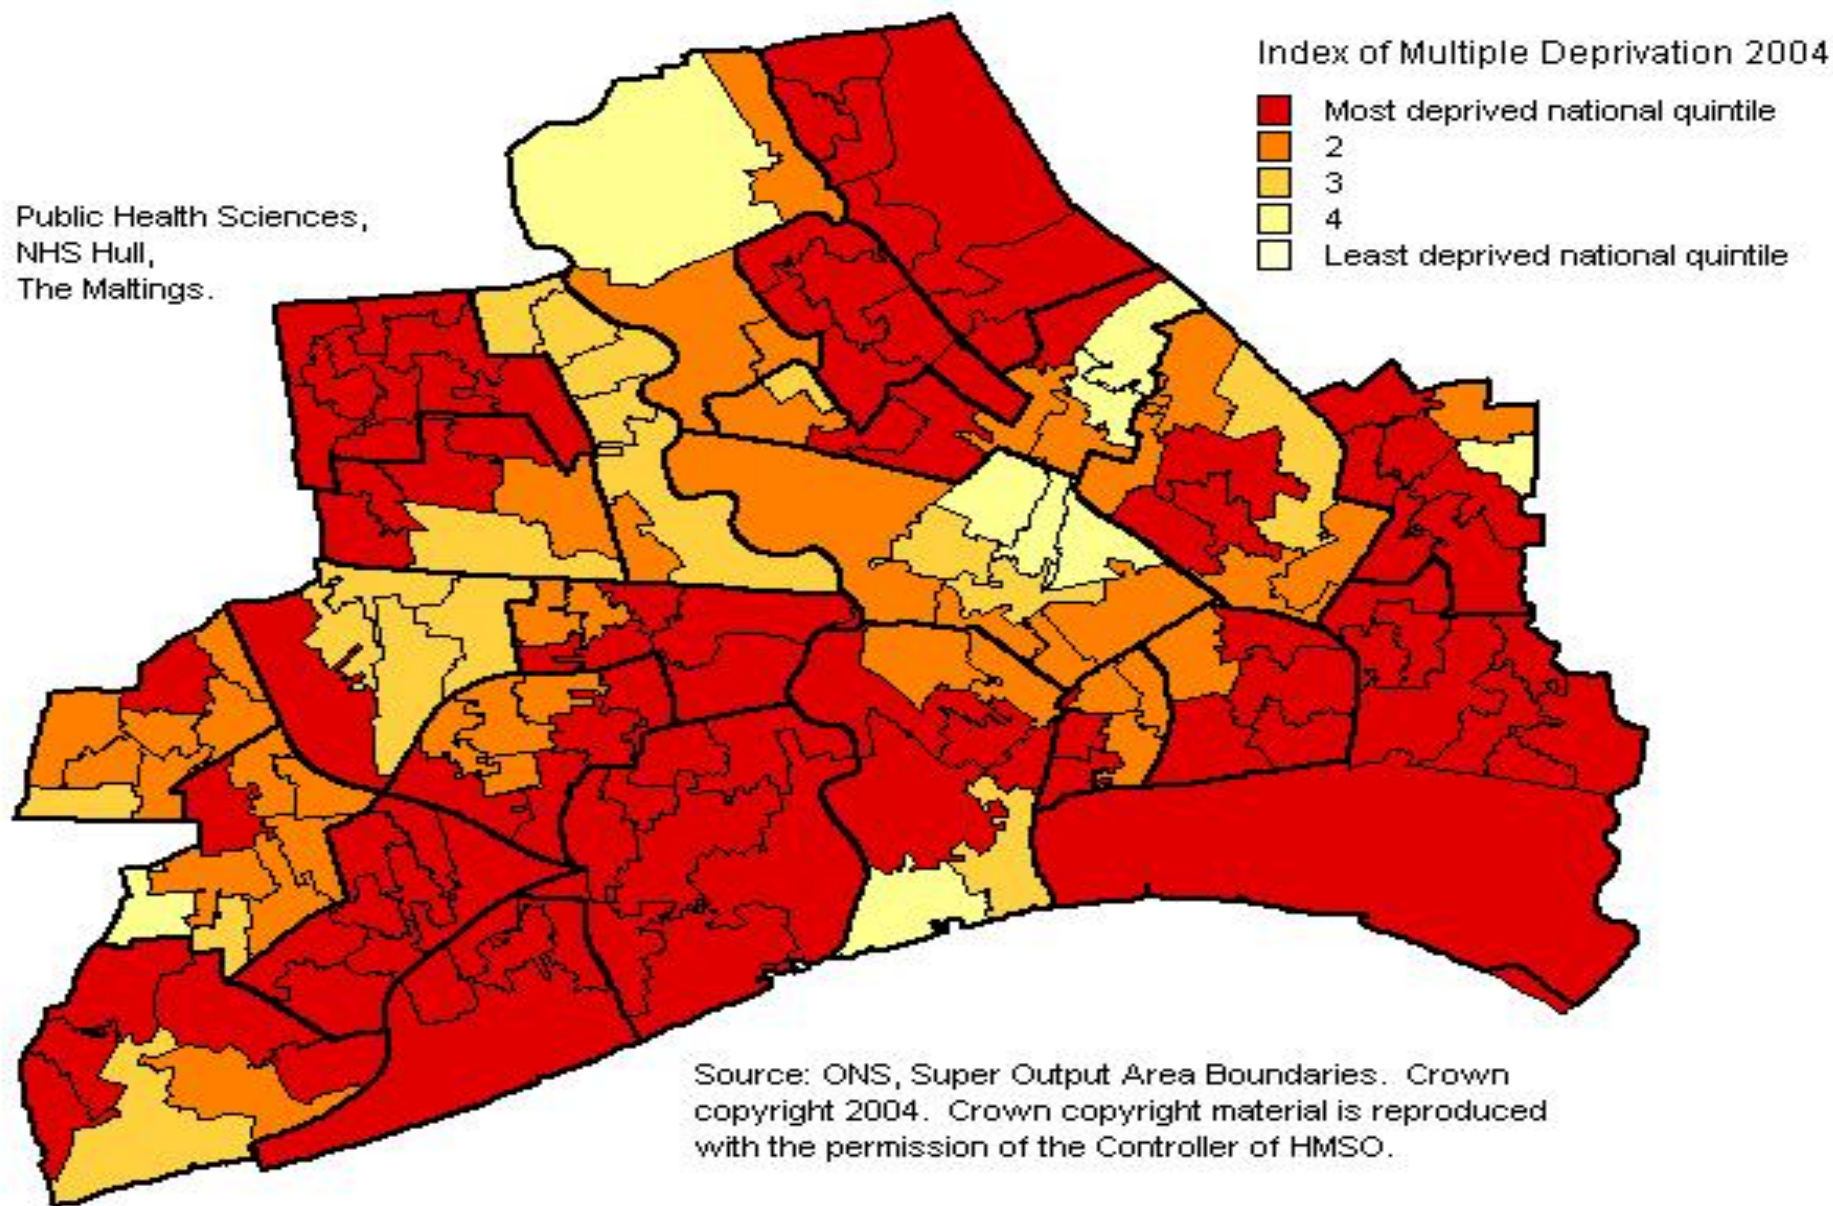 Index of Multiple Deprivation 2004
Most deprived national quintile
2
3
4
Least deprived national quintile
Public Health Sciences,
NHS Hull,
The Maltings.
Source: ONS, Super Output Area Boundaries. Crown
copyright 2004. Crown copyright material is reproduced
with the permission of the Controller of HMSO.